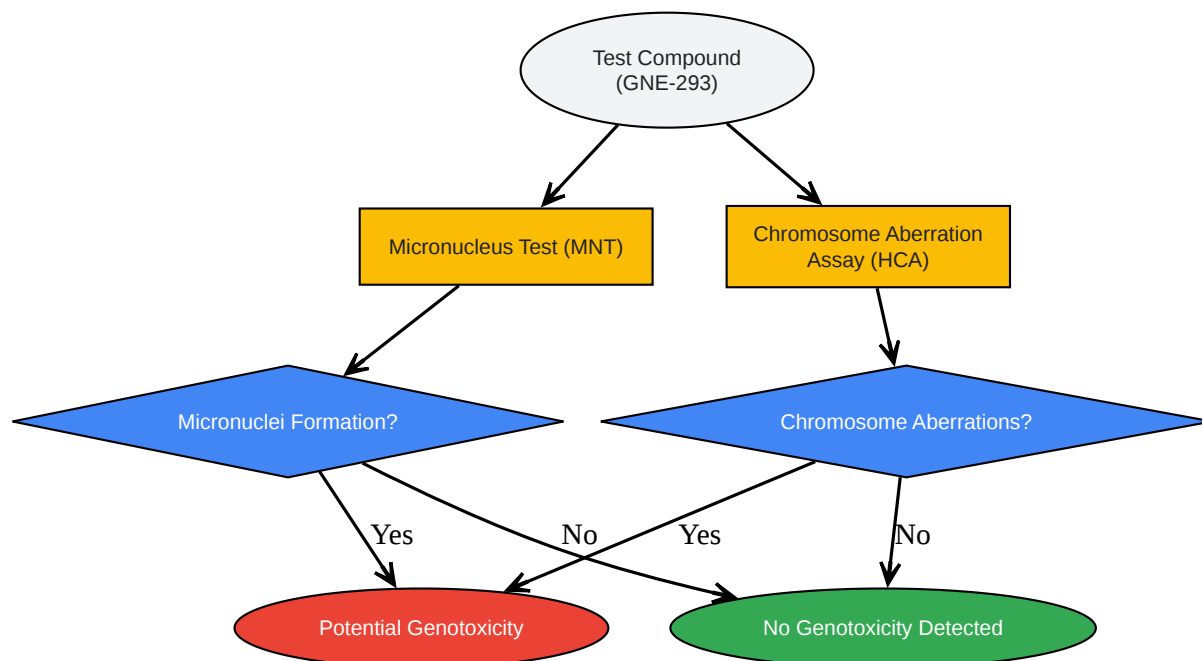 Test Compound
(GNE-293)
Micronucleus Test (MNT)
Chromosome Aberration
Assay (HCA)
Micronuclei Formation?
Chromosome Aberrations?
Yes
No
Yes
No
Potential Genotoxicity
No Genotoxicity Detected